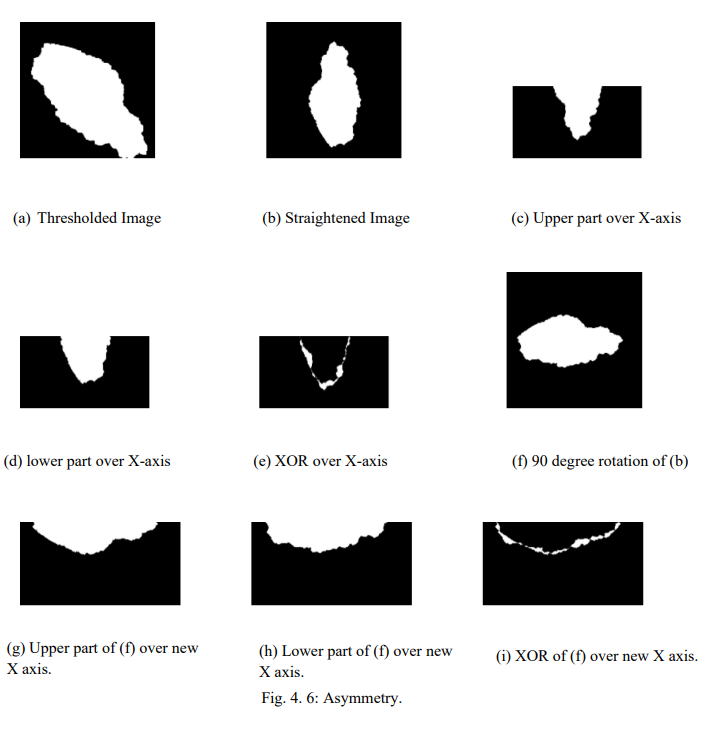 (a) Thresholded Image
(b) Straightened Image
(c) Upper part over X-axis
(d) lower part over X-axis
(e) XOR over X-axis
(f) 90 degree rotation of (b)
(g) Upper part of (f) over new
X axis.
(h) Lower part of (f) over new
X axis.
(i) XOR of (f) over new X axis.
Fig. 4. 6: Asymmetry.